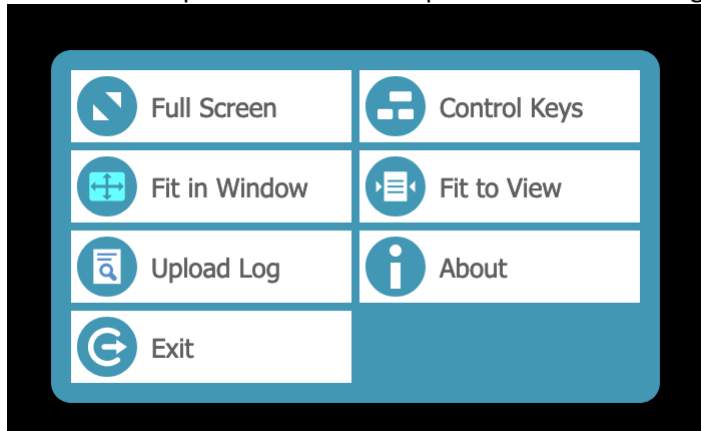 Full Screen
Control Keys
Fit in Window
Fit to View
Upload Log
About
Exit